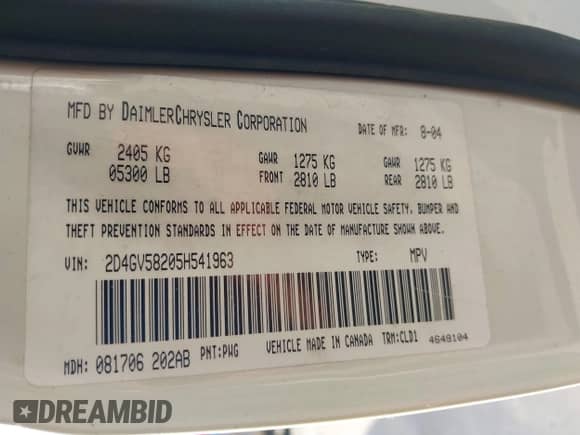 MFD BY DAIMLERCHRYSLER CORPORATION DATE OF MFR: 8-04
GVWR 2405 KG GAWR 1275 KG GAWR 1275 KG
05300 LB FRONT 2810 LB REAR 2810 LB
THIS VEHICLE CONFORMS TO ALL APPLICABLE FEDERAL MOTOR VEHICLE SAFETY, BUMPER AND
THEFT PREVENTION STANDARDS IN EFFECT ON THE DATE OF MANUFACTURE SHOWN ABOVE.
VIN: 2D4GV58205H541963 TYPE: MPV
MDH: 081706 202AB PNT:PWG VEHICLE MADE IN CANADA TRM:CLD1 4648104
DREAMBID